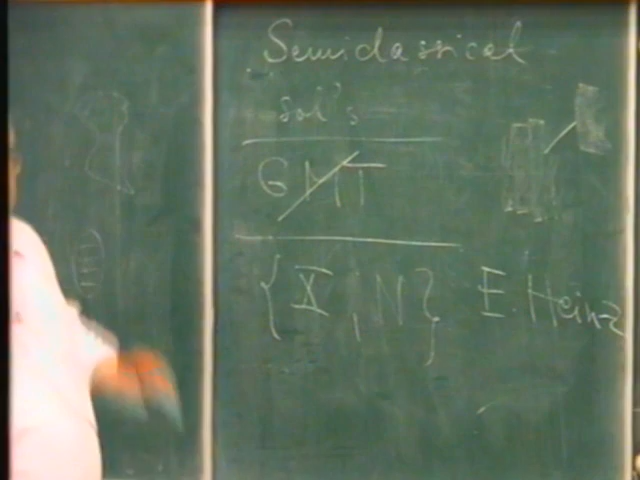 Semiclassical
sol's
GMT
{X, N} E. Heinz